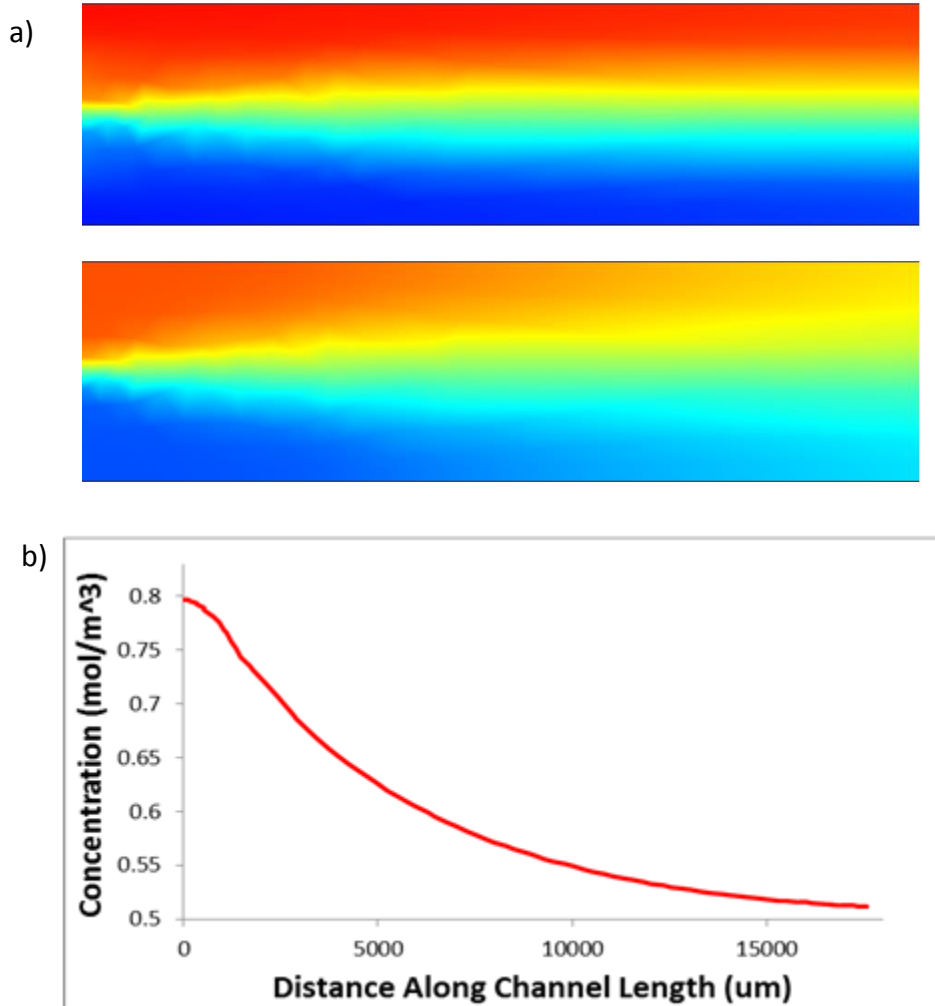 a)
b)
Concentration (mol/m^3)
0.8
0.75
0.7
0.65
0.6
0.55
0.5
0 5000 10000 15000
Distance Along Channel Length (um)